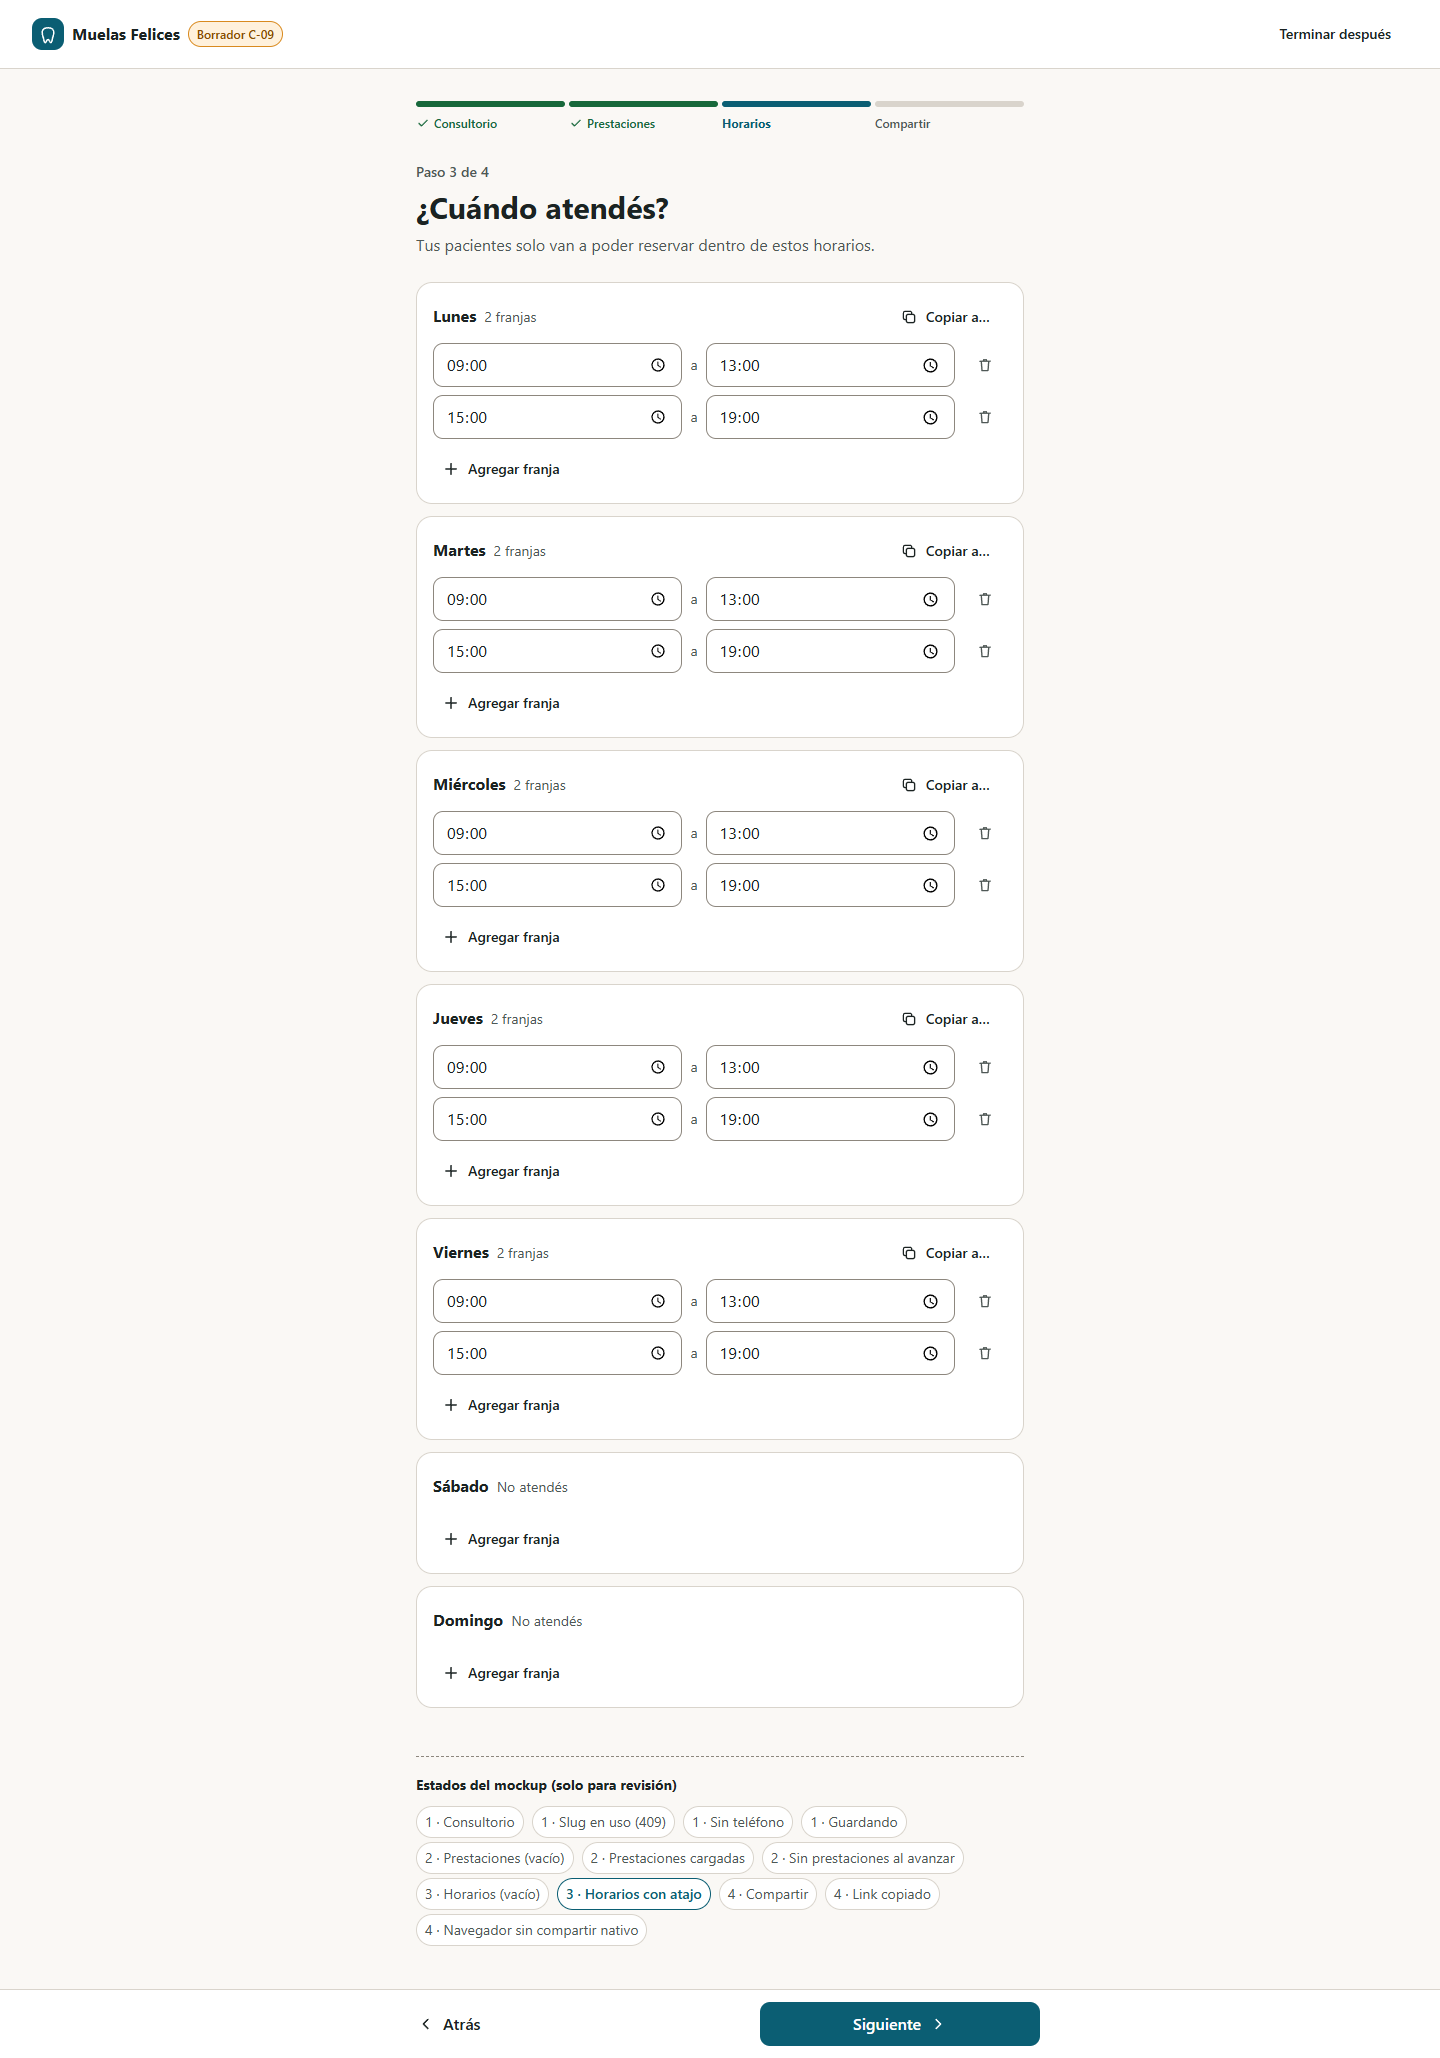 Muelas Felices Borrador C-09 Terminar después
Consultorio Prestaciones Horarios Compartir
Paso 3 de 4
¿Cuándo atendés?
Tus pacientes solo van a poder reservar dentro de estos horarios.
Lunes 2 franjas Copiar a...
09:00 a 13:00
15:00 a 19:00
Agregar franja
Martes 2 franjas Copiar a...
09:00 a 13:00
15:00 a 19:00
Agregar franja
Miércoles 2 franjas Copiar a...
09:00 a 13:00
15:00 a 19:00
Agregar franja
Jueves 2 franjas Copiar a...
09:00 a 13:00
15:00 a 19:00
Agregar franja
Viernes 2 franjas Copiar a...
09:00 a 13:00
15:00 a 19:00
Agregar franja
Sábado No atendés
Agregar franja
Domingo No atendés
Agregar franja
Estados del mockup (solo para revisión)
1 · Consultorio 1 · Slug en uso (409) 1 · Sin teléfono 1 · Guardando
2 · Prestaciones (vacío) 2 · Prestaciones cargadas 2 · Sin prestaciones al avanzar
3 · Horarios (vacío) 3 · Horarios con atajo 4 · Compartir 4 · Link copiado
4 · Navegador sin compartir nativo
Atrás Siguiente